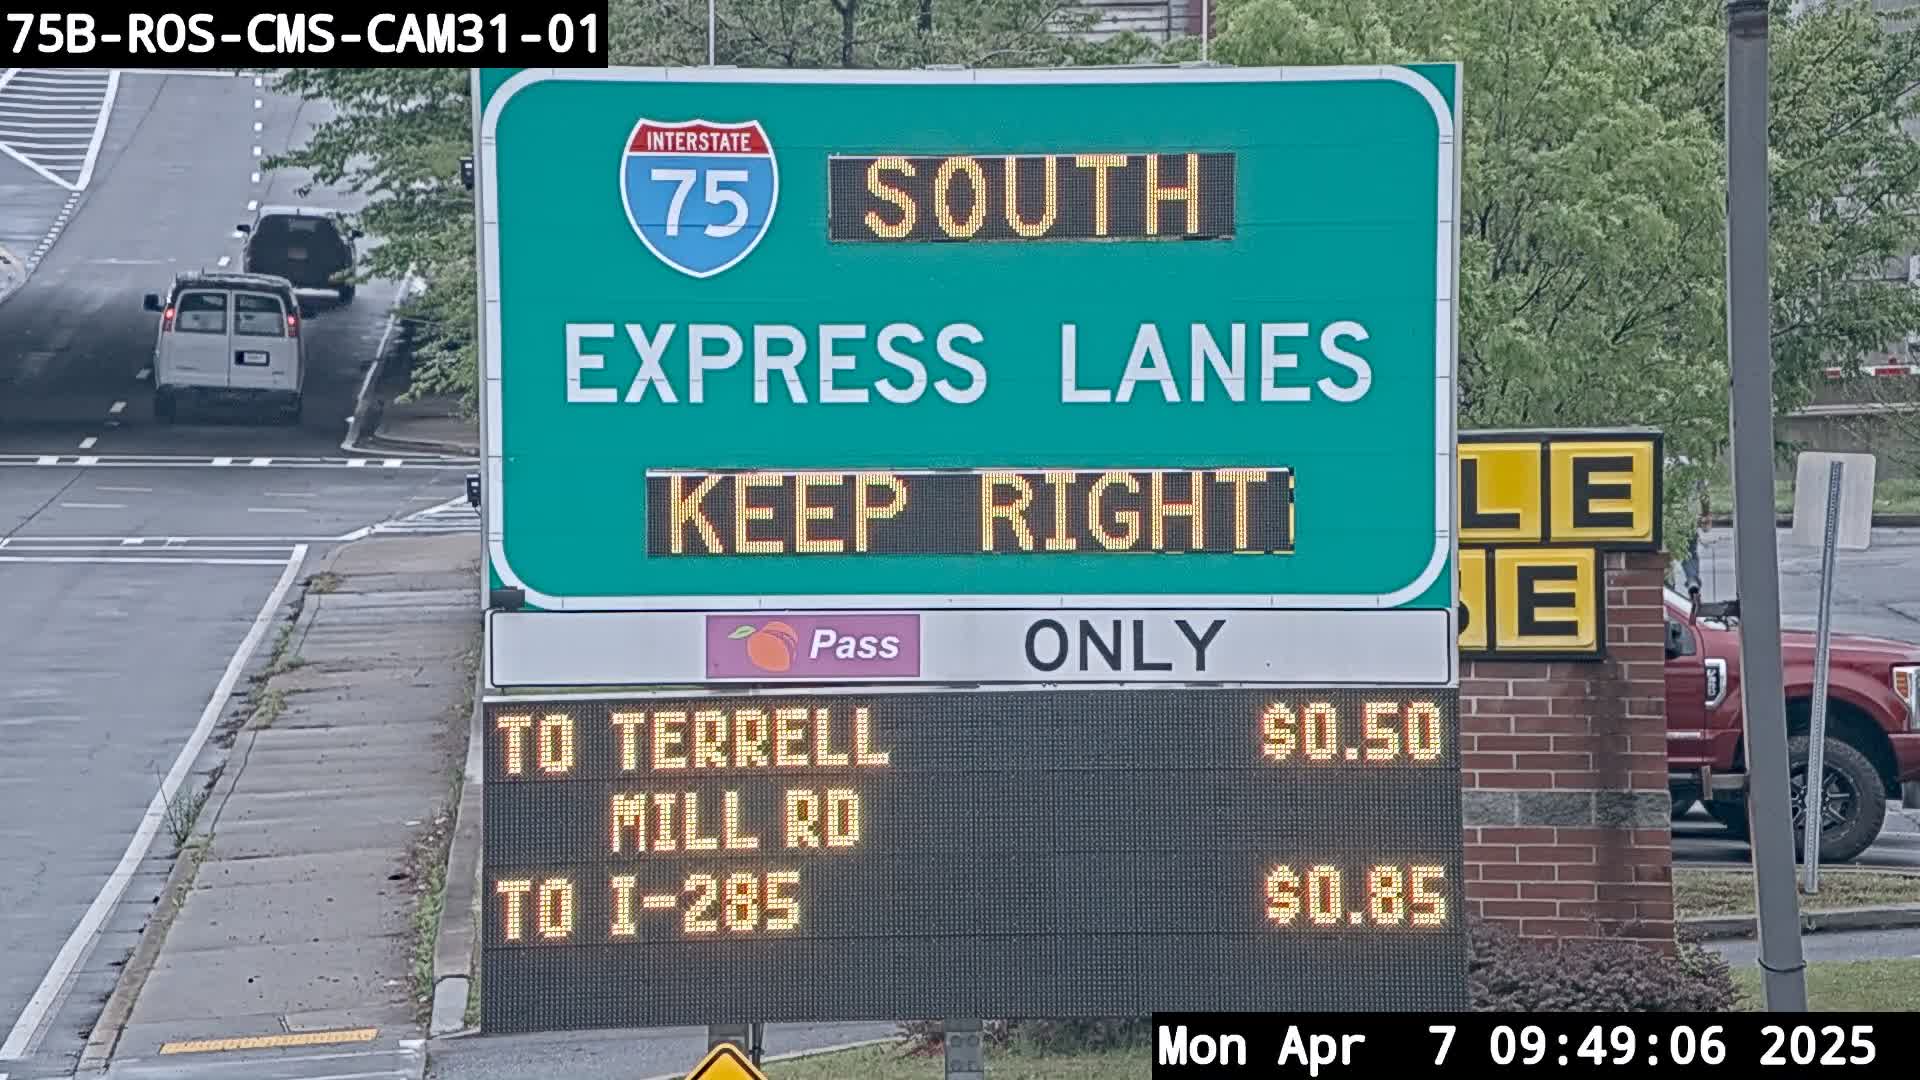 75B-ROS-CMS-CAM31-01
INTERSTATE
75
SOUTH
EXPRESS LANES
KEEP RIGHT
Pass ONLY
TO TERRELL $0.50
MILL RD
TO I-285 $0.85
LE
E
Mon Apr 7 09:49:06 2025